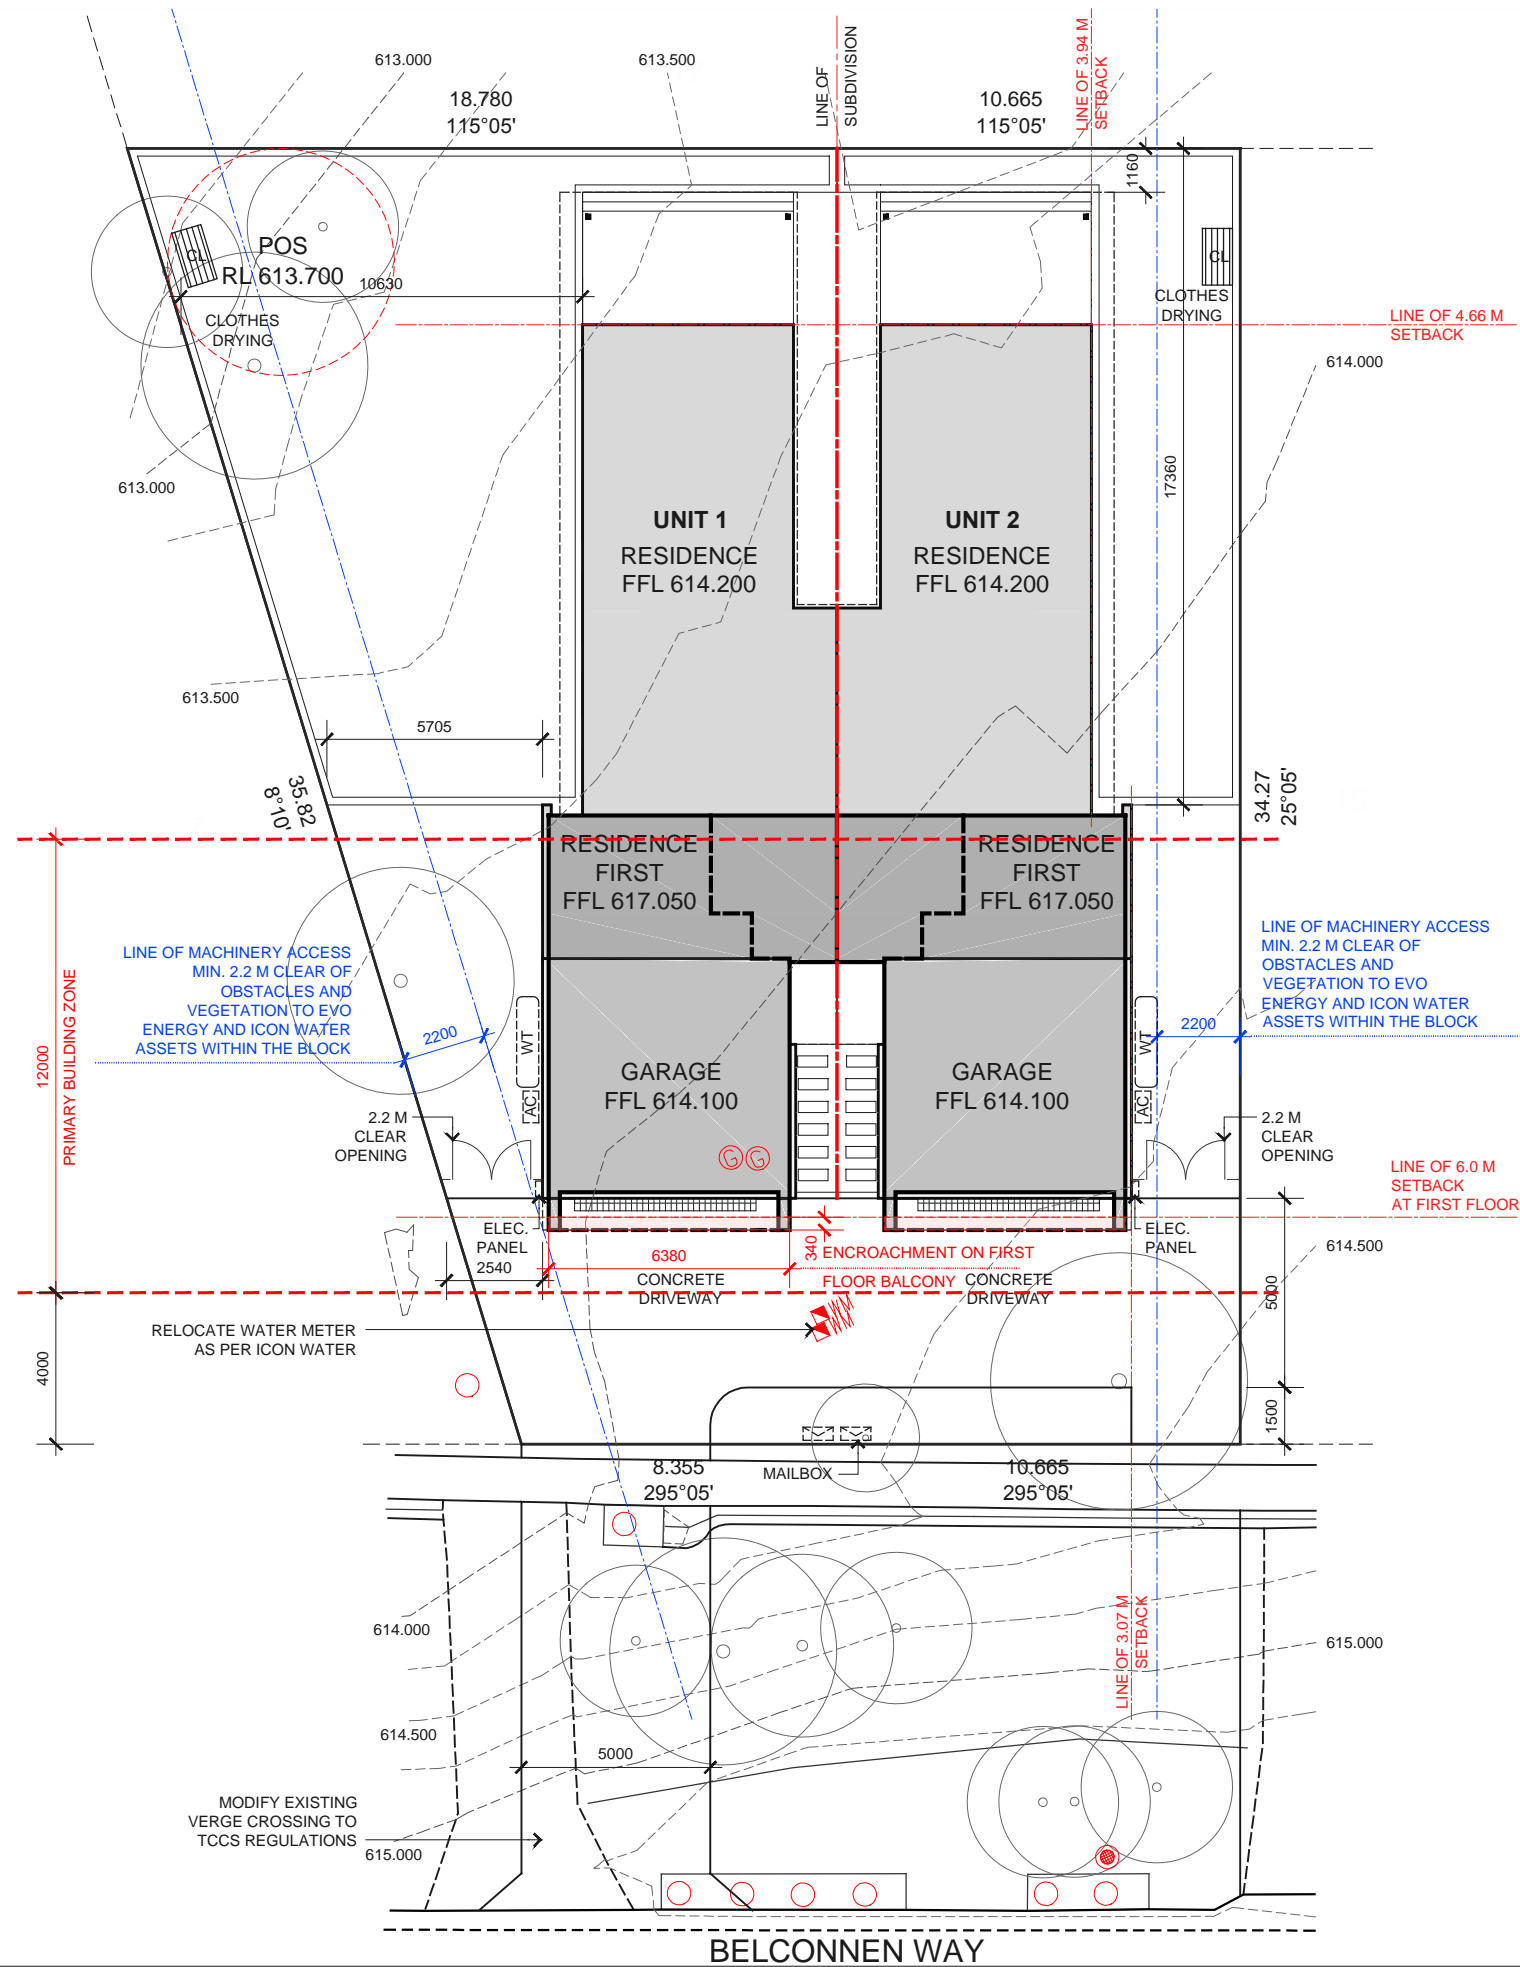 613.000
613.500
18.780
115°05'
LINE OF
SUBDIVISION
10.665
115°05'
LINE OF 3.94 M
SETBACK
1160
CL
POS
RL 613.700
10630
CLOTHES
DRYING
CL
CLOTHES
DRYING
LINE OF 4.66 M
SETBACK
614.000
613.000
17360
UNIT 1
RESIDENCE
FFL 614.200
UNIT 2
RESIDENCE
FFL 614.200
613.500
5705
35.82
8°10'
34.27
25°05'
RESIDENCE
FIRST
FFL 617.050
RESIDENCE
FIRST
FFL 617.050
12000
PRIMARY BUILDING ZONE
LINE OF MACHINERY ACCESS
MIN. 2.2 M CLEAR OF
OBSTACLES AND
VEGETATION TO EVO
ENERGY AND ICON WATER
ASSETS WITHIN THE BLOCK
2200
WT
AC
GARAGE
FFL 614.100
GARAGE
FFL 614.100
WT
AC
2200
LINE OF MACHINERY ACCESS
MIN. 2.2 M CLEAR OF
OBSTACLES AND
VEGETATION TO EVO
ENERGY AND ICON WATER
ASSETS WITHIN THE BLOCK
2.2 M
CLEAR
OPENING
2.2 M
CLEAR
OPENING
G G
LINE OF 6.0 M
SETBACK
AT FIRST FLOOR
ELEC.
PANEL
2540
6380
340
ENCROACHMENT ON FIRST
FLOOR BALCONY
ELEC.
PANEL
614.500
CONCRETE
DRIVEWAY
CONCRETE
DRIVEWAY
5000
WM
WM
RELOCATE WATER METER
AS PER ICON WATER
4000
1500
8.355
295°05'
MAILBOX
10.665
295°05'
614.000
LINE OF 3.07 M
SETBACK
615.000
614.500
5000
MODIFY EXISTING
VERGE CROSSING TO
TCCS REGULATIONS
615.000
BELCONNEN WAY